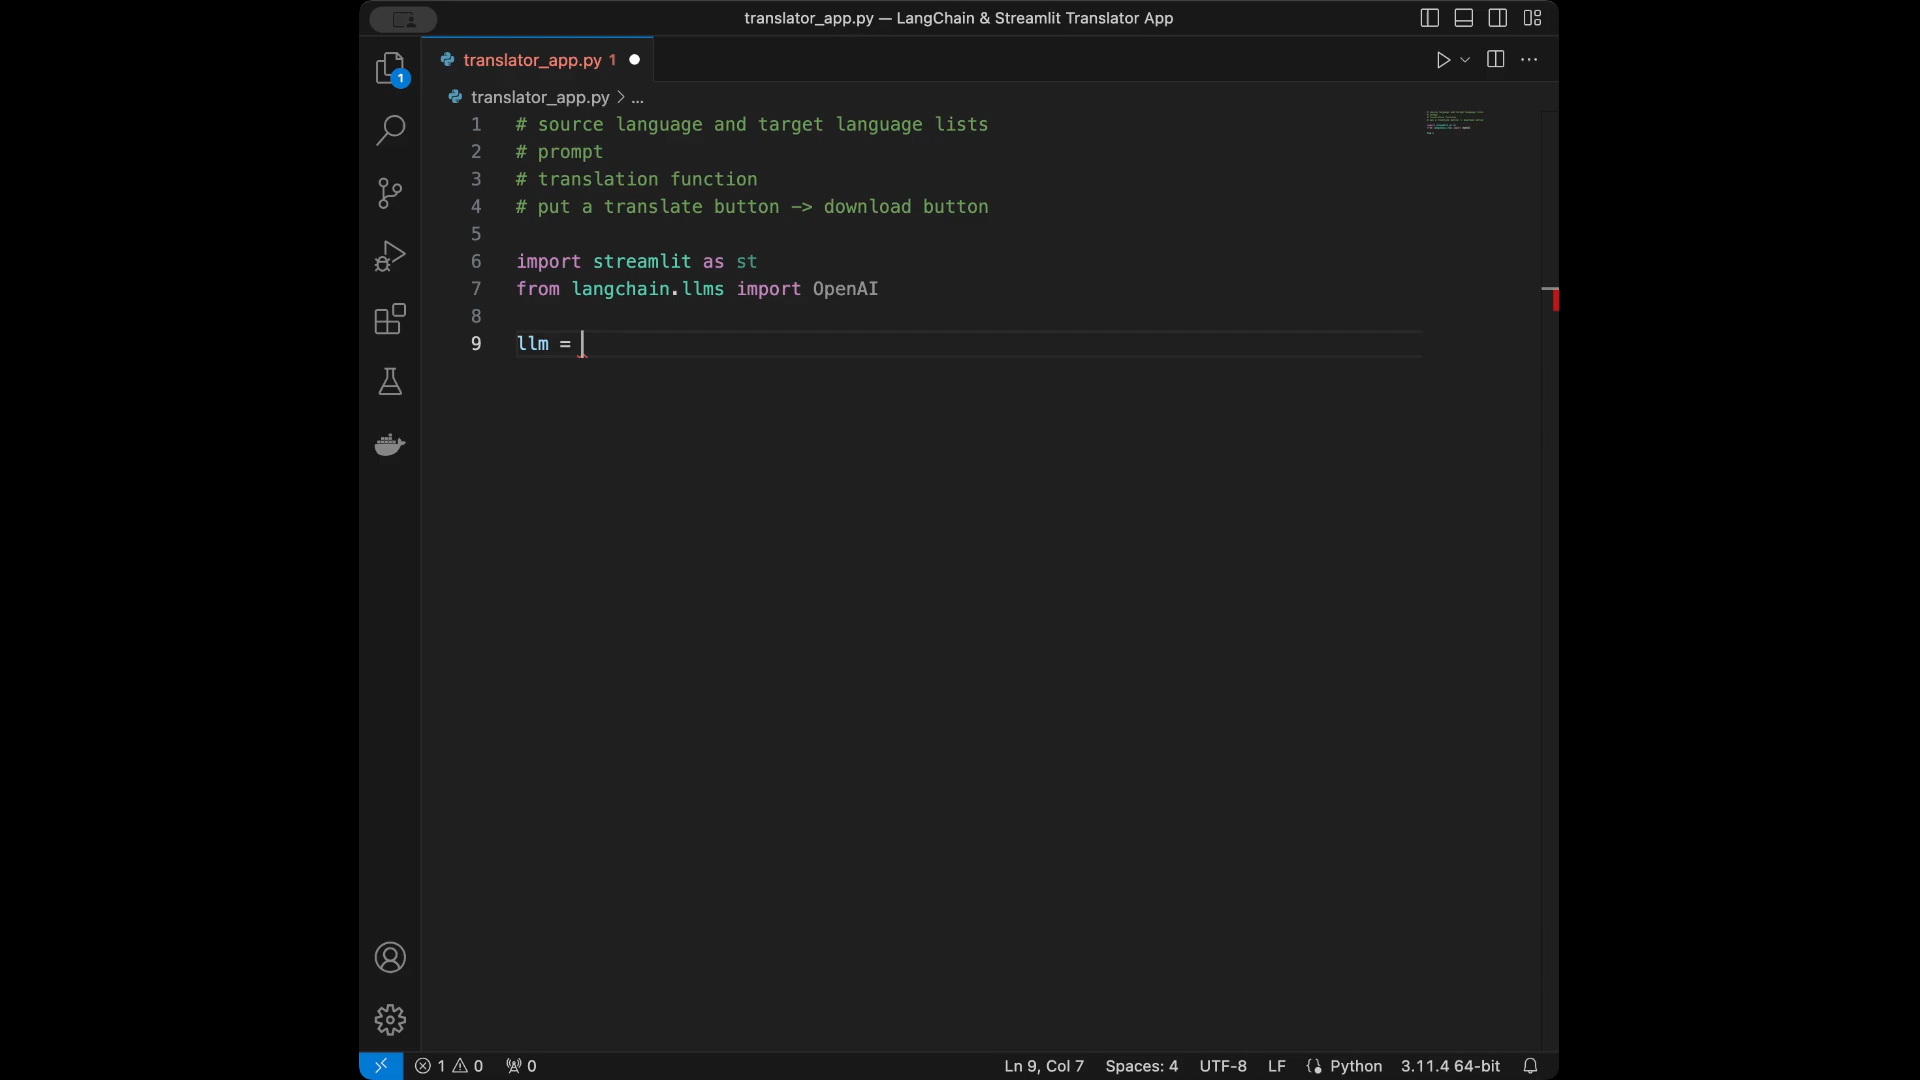 translator_app.py — LangChain & Streamlit Translator App
1
translator_app.py 1
translator_app.py > ...
1 # source language and target language lists
2 # prompt
3 # translation function
4 # put a translate button -> download button
5
6 import streamlit as st
7 from langchain.llms import OpenAI
8
9 llm =
1 0 0 Ln 9, Col 7 Spaces: 4 UTF-8 LF Python 3.11.4 64-bit